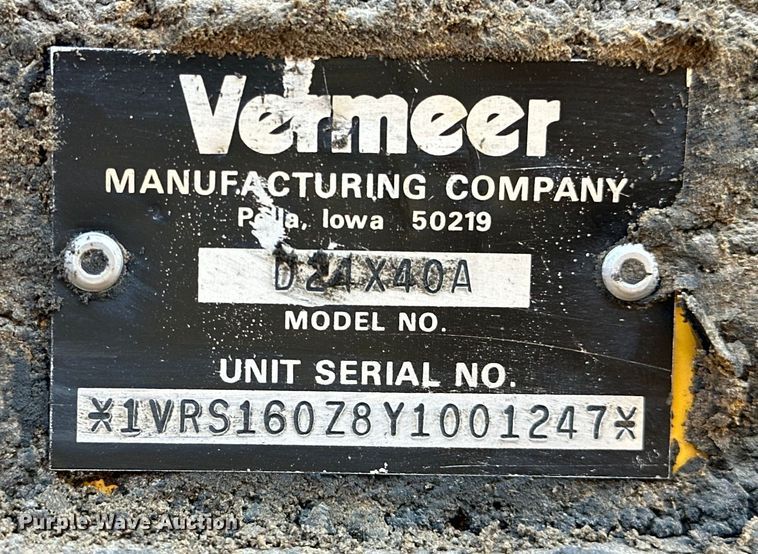 Vermeer
MANUFACTURING COMPANY
Pella, Iowa 50219
D24X40A
MODEL NO.
UNIT SERIAL NO.
*1VRS160Z8Y1001247*
Purple Wave Auction